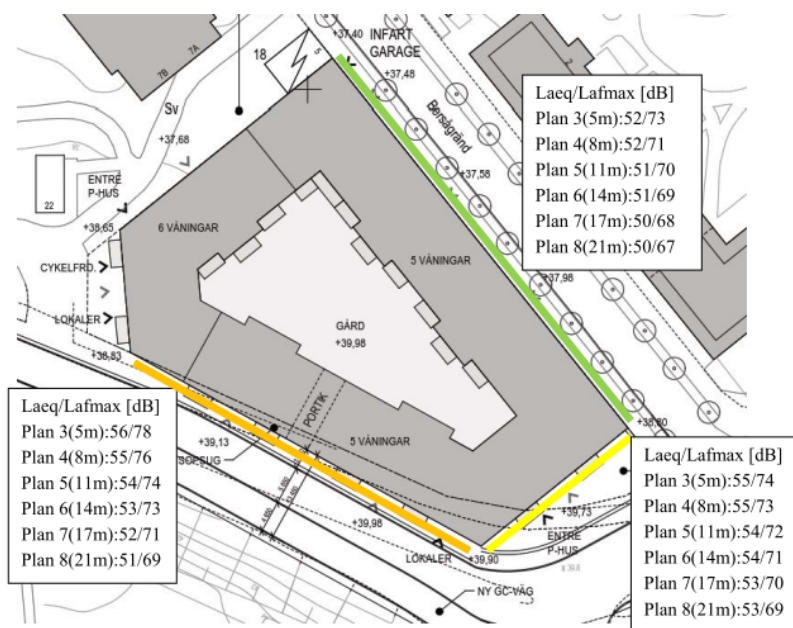 +37,40
INFART
GARAGE
5
18
7A
7B
+37,48
Bersågränd
2
Sv
+37,68
+37,58
ENTRE
P-HUS
22
+38,65
6 VÅNINGAR
5 VÅNINGAR
+37,98
CYKELFRD.
LOKALER
GÅRD
+39,98
+38,83
PORTIK
+38,80
+39,13
SOPSUG
5 VÅNINGAR
+39,98
+39,73
ENTRE
P-HUS
LOKALER
+39,90
NY GC-VÄG
Laeq/Lafmax [dB]
Plan 3(5m):52/73
Plan 4(8m):52/71
Plan 5(11m):51/70
Plan 6(14m):51/69
Plan 7(17m):50/68
Plan 8(21m):50/67
Laeq/Lafmax [dB]
Plan 3(5m):56/78
Plan 4(8m):55/76
Plan 5(11m):54/74
Plan 6(14m):53/73
Plan 7(17m):52/71
Plan 8(21m):51/69
Laeq/Lafmax [dB]
Plan 3(5m):55/74
Plan 4(8m):55/73
Plan 5(11m):54/72
Plan 6(14m):54/71
Plan 7(17m):53/70
Plan 8(21m):53/69